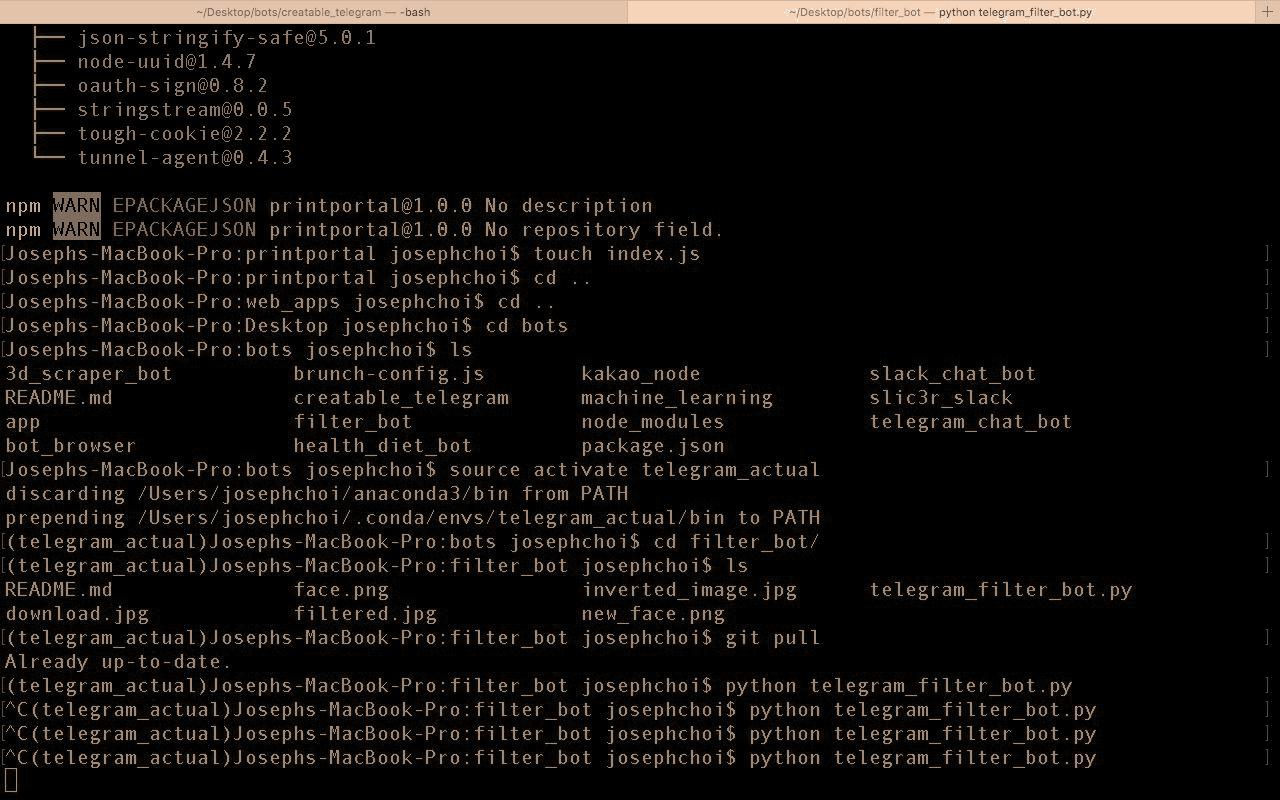 ~/Desktop/bots/creatable_telegram — -bash
~/Desktop/bots/filter_bot — python telegram_filter_bot.py +
├── json-stringify-safe@5.0.1
├── node-uuid@1.4.7
├── oauth-sign@0.8.2
├── stringstream@0.0.5
├── tough-cookie@2.2.2
└── tunnel-agent@0.4.3
npm WARN EPACKAGEJSON printportal@1.0.0 No description
npm WARN EPACKAGEJSON printportal@1.0.0 No repository field.
[Josephs-MacBook-Pro:printportal josephchoi$ touch index.js ]
[Josephs-MacBook-Pro:printportal josephchoi$ cd .. ]
[Josephs-MacBook-Pro:web_apps josephchoi$ cd .. ]
[Josephs-MacBook-Pro:Desktop josephchoi$ cd bots ]
[Josephs-MacBook-Pro:bots josephchoi$ ls ]
3d_scraper_bot brunch-config.js kakao_node slack_chat_bot
README.md creatable_telegram machine_learning slic3r_slack
app filter_bot node_modules telegram_chat_bot
bot_browser health_diet_bot package.json
[Josephs-MacBook-Pro:bots josephchoi$ source activate telegram_actual ]
discarding /Users/josephchoi/anaconda3/bin from PATH
prepending /Users/josephchoi/.conda/envs/telegram_actual/bin to PATH
[(telegram_actual)Josephs-MacBook-Pro:bots josephchoi$ cd filter_bot/ ]
[(telegram_actual)Josephs-MacBook-Pro:filter_bot josephchoi$ ls ]
README.md face.png inverted_image.jpg telegram_filter_bot.py
download.jpg filtered.jpg new_face.png
[(telegram_actual)Josephs-MacBook-Pro:filter_bot josephchoi$ git pull ]
Already up-to-date.
[(telegram_actual)Josephs-MacBook-Pro:filter_bot josephchoi$ python telegram_filter_bot.py ]
[^C(telegram_actual)Josephs-MacBook-Pro:filter_bot josephchoi$ python telegram_filter_bot.py ]
[^C(telegram_actual)Josephs-MacBook-Pro:filter_bot josephchoi$ python telegram_filter_bot.py ]
[^C(telegram_actual)Josephs-MacBook-Pro:filter_bot josephchoi$ python telegram_filter_bot.py ]